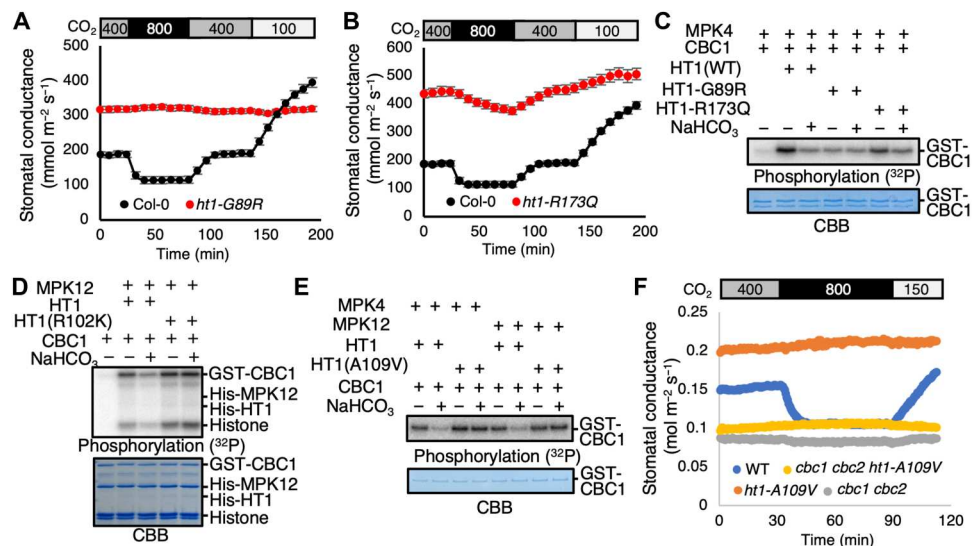 A
CO2 400 800 400 100
Stomatal conductance
(mmol m⁻² s⁻¹)
500
400
300
200
100
0
Col-0 ht1-G89R
0 50 100 150 200
Time (min)
B
CO2 400 800 400 100
Stomatal conductance
(mmol m⁻² s⁻¹)
600
500
400
300
200
100
0
Col-0 ht1-R173Q
0 50 100 150 200
Time (min)
C
MPK4 + + + + + + +
CBC1 + + + + + + +
HT1(WT) + +
HT1-G89R + +
HT1-R173Q + +
NaHCO3 − − + − + − +
GST-CBC1
Phosphorylation (³²P)
GST-CBC1
CBB
D
MPK12 + + + +
HT1 + +
HT1(R102K) + +
CBC1 + + + + +
NaHCO3 − − + − +
GST-CBC1
His-MPK12
His-HT1
Histone
Phosphorylation (³²P)
GST-CBC1
His-MPK12
His-HT1
Histone
CBB
E
MPK4 + + + +
MPK12 + + + +
HT1 + + + +
HT1(A109V) + + + +
CBC1 + + + + + + + +
NaHCO3 − + − + − + − +
GST-CBC1
Phosphorylation (³²P)
GST-CBC1
CBB
F
CO2 400 800 150
Stomatal conductance
(mol m⁻² s⁻¹)
0.25
0.2
0.15
0.1
0.05
0
WT cbc1 cbc2 ht1-A109V
ht1-A109V cbc1 cbc2
0 30 60 90 120
Time (min)